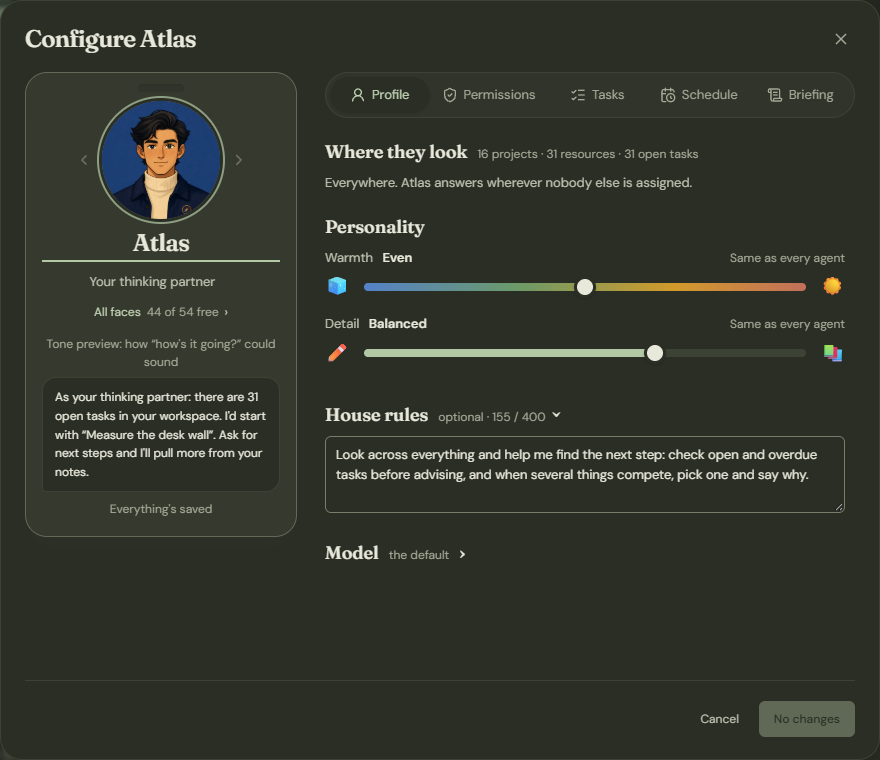 Configure Atlas
Atlas
Your thinking partner
All faces 44 of 54 free ›
Tone preview: how “how's it going?” could
sound
As your thinking partner: there are 31
open tasks in your workspace. I'd start
with “Measure the desk wall”. Ask for
next steps and I'll pull more from your
notes.
Everything's saved
Profile Permissions Tasks Schedule Briefing
Where they look 16 projects · 31 resources · 31 open tasks
Everywhere. Atlas answers wherever nobody else is assigned.
Personality
Warmth Even Same as every agent
Detail Balanced Same as every agent
House rules optional · 155 / 400
Look across everything and help me find the next step: check open and overdue
tasks before advising, and when several things compete, pick one and say why.
Model the default
Cancel No changes